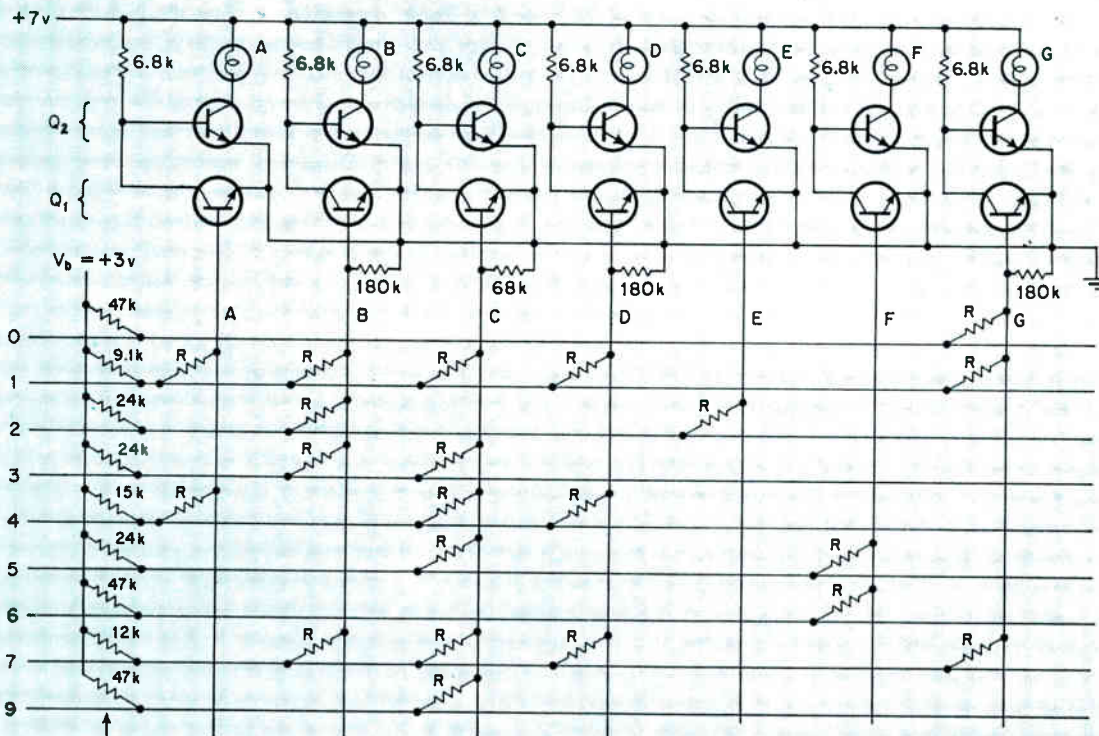 +7v
A B C D E F G
6.8k 6.8k 6.8k 6.8k 6.8k 6.8k 6.8k
Q2 {
Q1 {
Vb = +3v
180k 68k 180k 180k
A B C D E F G
47k R
0
9.1k R R R R R
1
24k R R
2
24k R R
3
15k R R R
4
24k R R
5
47k R
6
12k R R R R
7
47k R
9